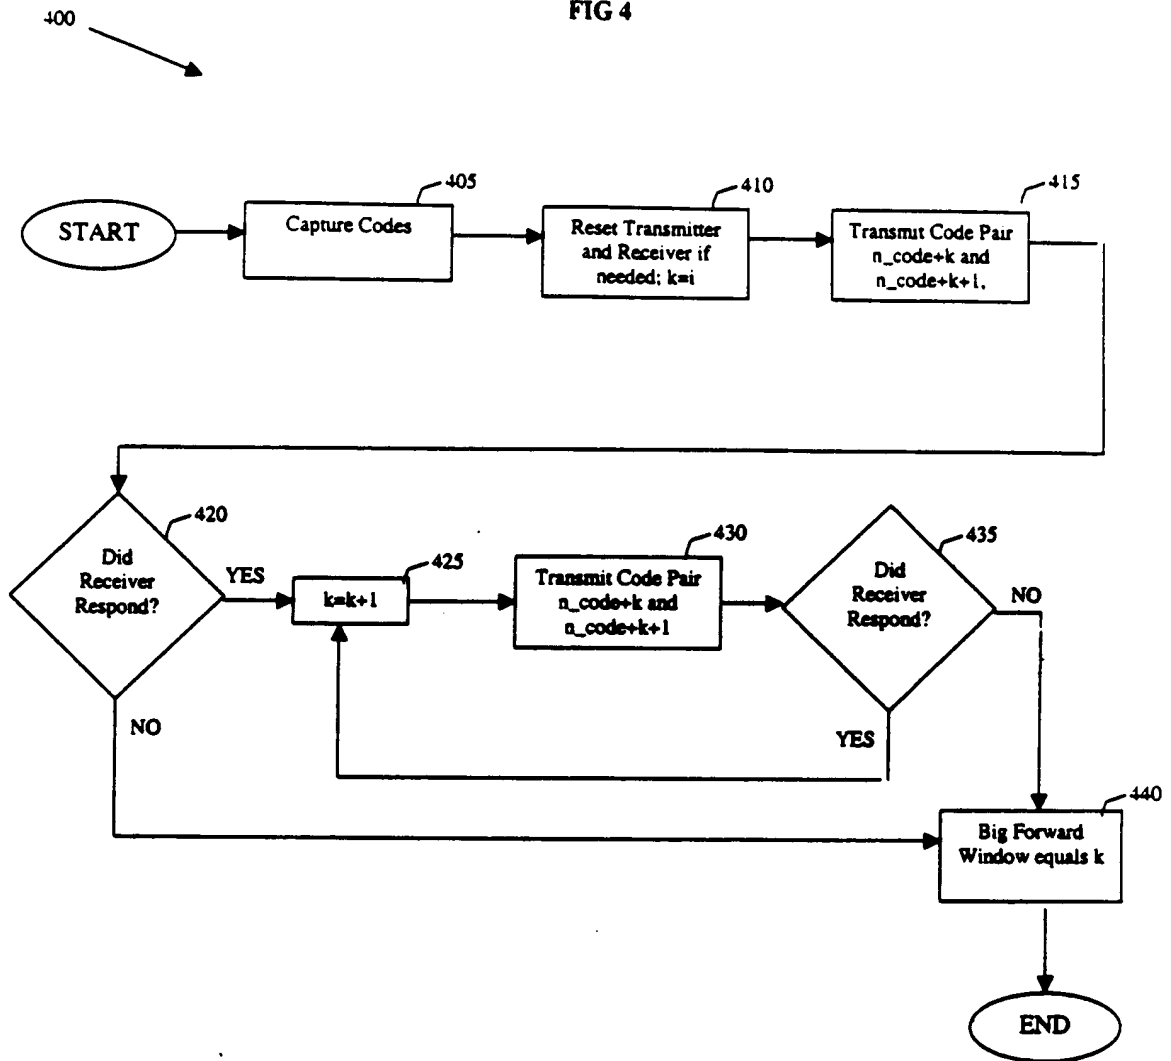 400
FIG 4
405
410
415
START
Capture Codes
Reset Transmitter
and Receiver if
needed; k=i
Transmit Code Pair
n_code+k and
n_code+k+1.
420
425
430
435
Did
Receiver
Respond?
YES
k=k+1
Transmit Code Pair
n_code+k and
n_code+k+1
Did
Receiver
Respond?
NO
NO
YES
440
Big Forward
Window equals k
END